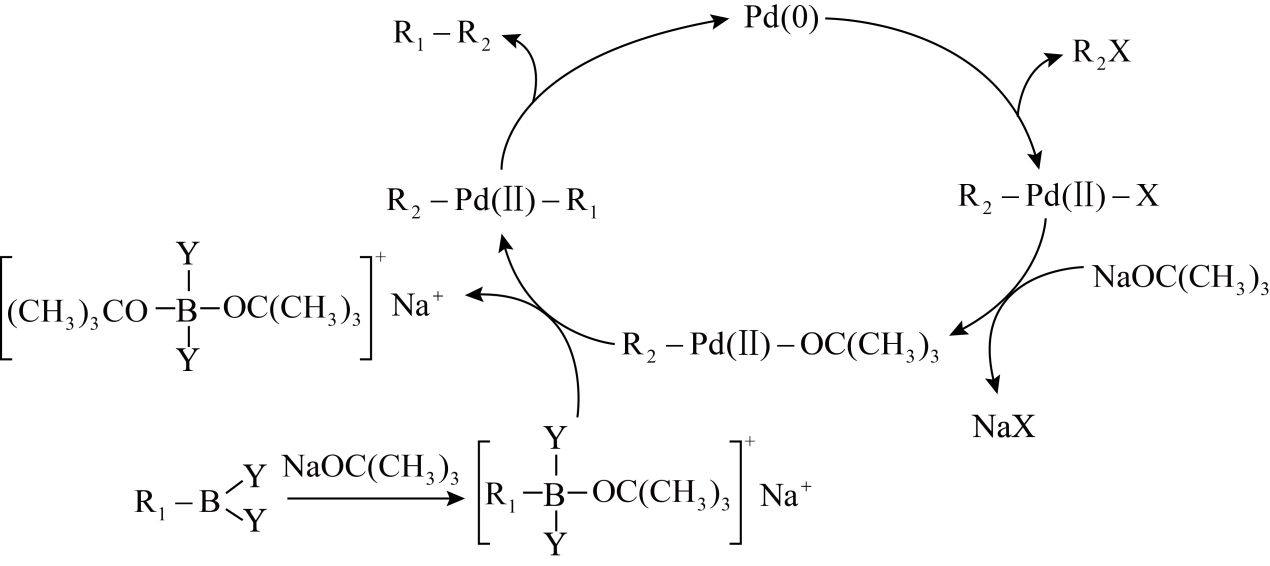 Pd(0)
R₁－R₂
R₂X
R₂－Pd(Ⅱ)－R₁
R₂－Pd(Ⅱ)－X
Y
[(CH₃)₃CO－B－OC(CH₃)₃]⁺ Na⁺
Y
NaOC(CH₃)₃
R₂－Pd(Ⅱ)－OC(CH₃)₃
NaX
Y
R₁－B
Y
Y
NaOC(CH₃)₃
Y
[R₁－B－OC(CH₃)₃]⁺ Na⁺
Y